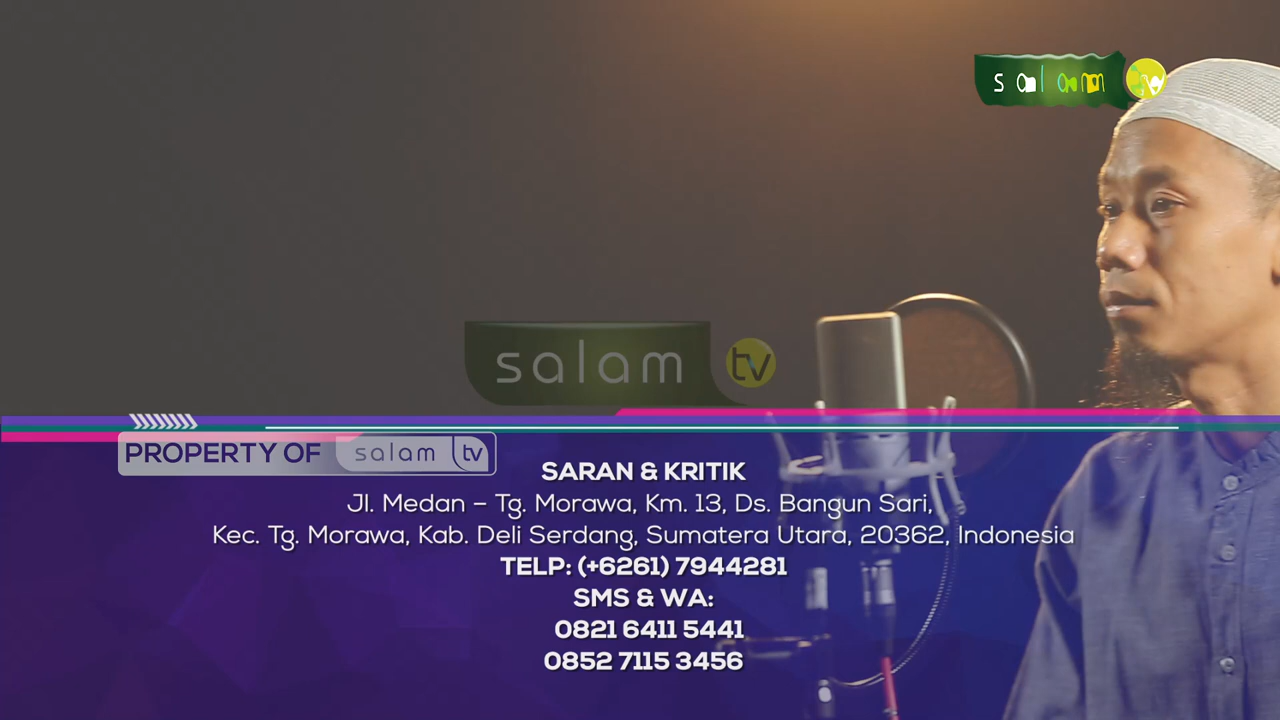 salam tv
salam tv
PROPERTY OF salam tv
SARAN & KRITIK
Jl. Medan – Tg. Morawa, Km. 13, Ds. Bangun Sari,
Kec. Tg. Morawa, Kab. Deli Serdang, Sumatera Utara, 20362, Indonesia
TELP: (+6261) 7944281
SMS & WA:
0821 6411 5441
0852 7115 3456